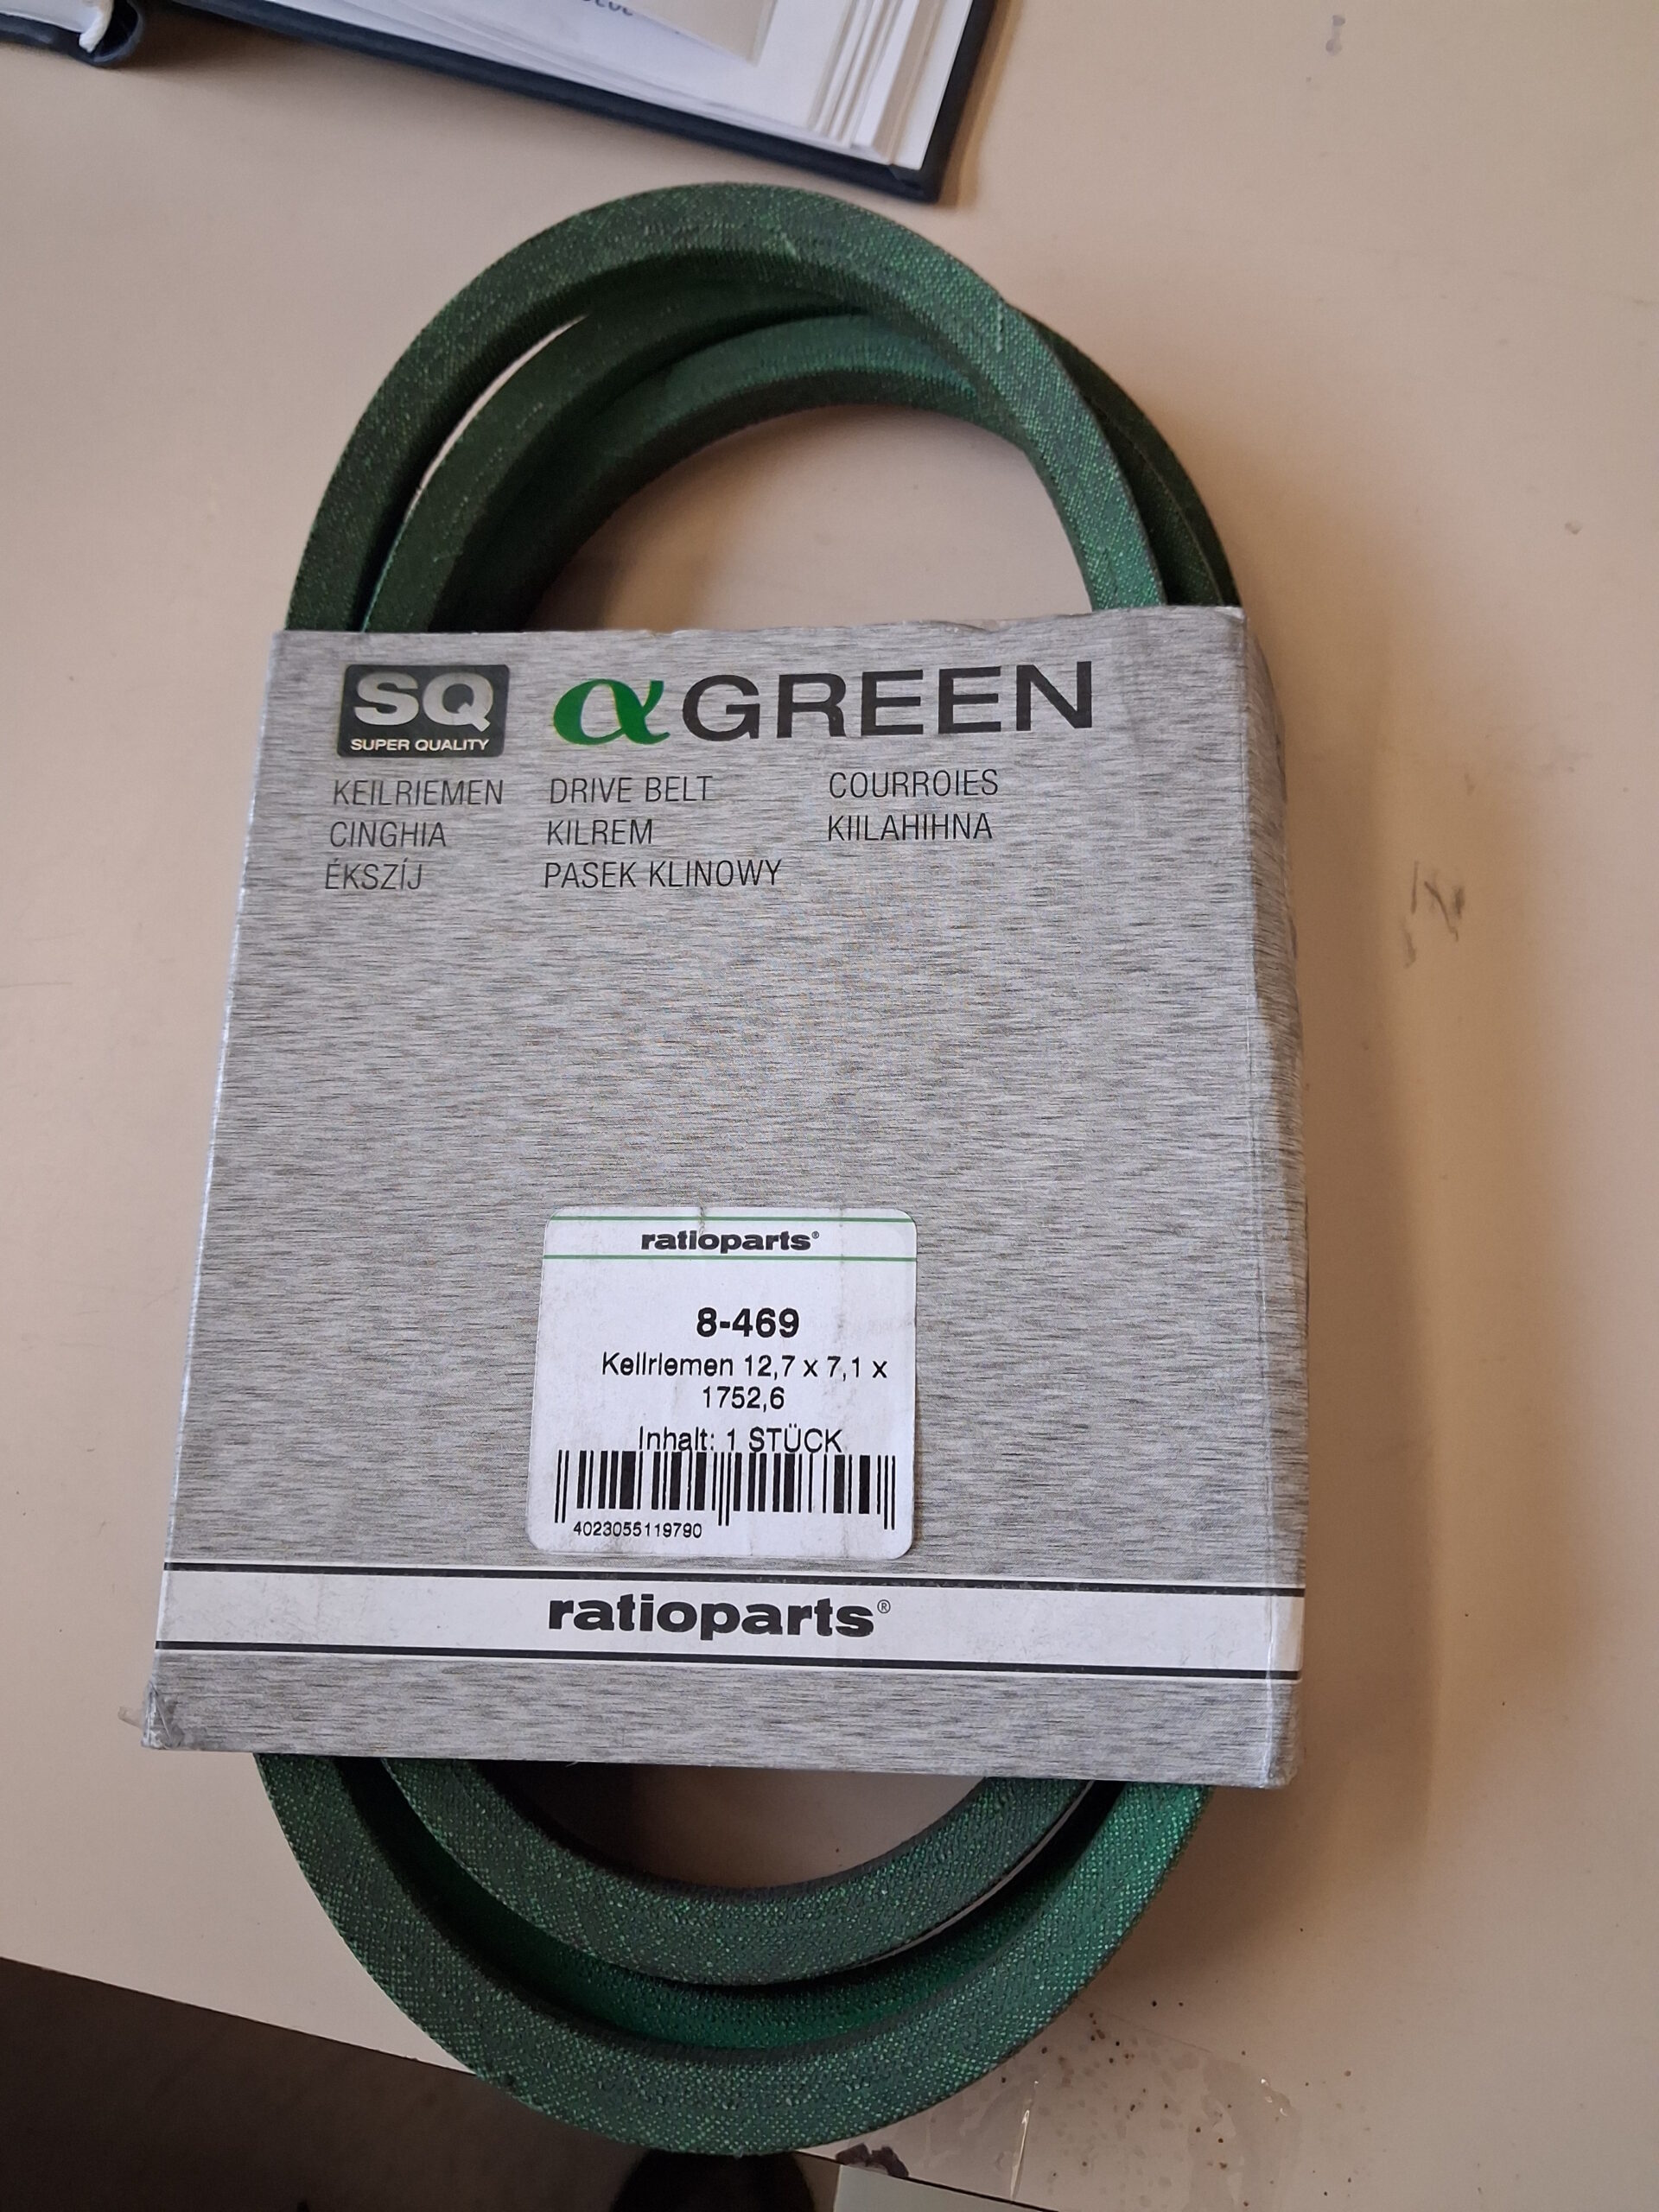 SQ
SUPER QUALITY
αGREEN
KEILRIEMEN DRIVE BELT COURROIES
CINGHIA KILREM KIILAHIHNA
ÉKSZÍJ PASEK KLINOWY
ratioparts®
8-469
Keilriemen 12,7 x 7,1 x
1752,6
Inhalt: 1 STÜCK
4023055119790
ratioparts®